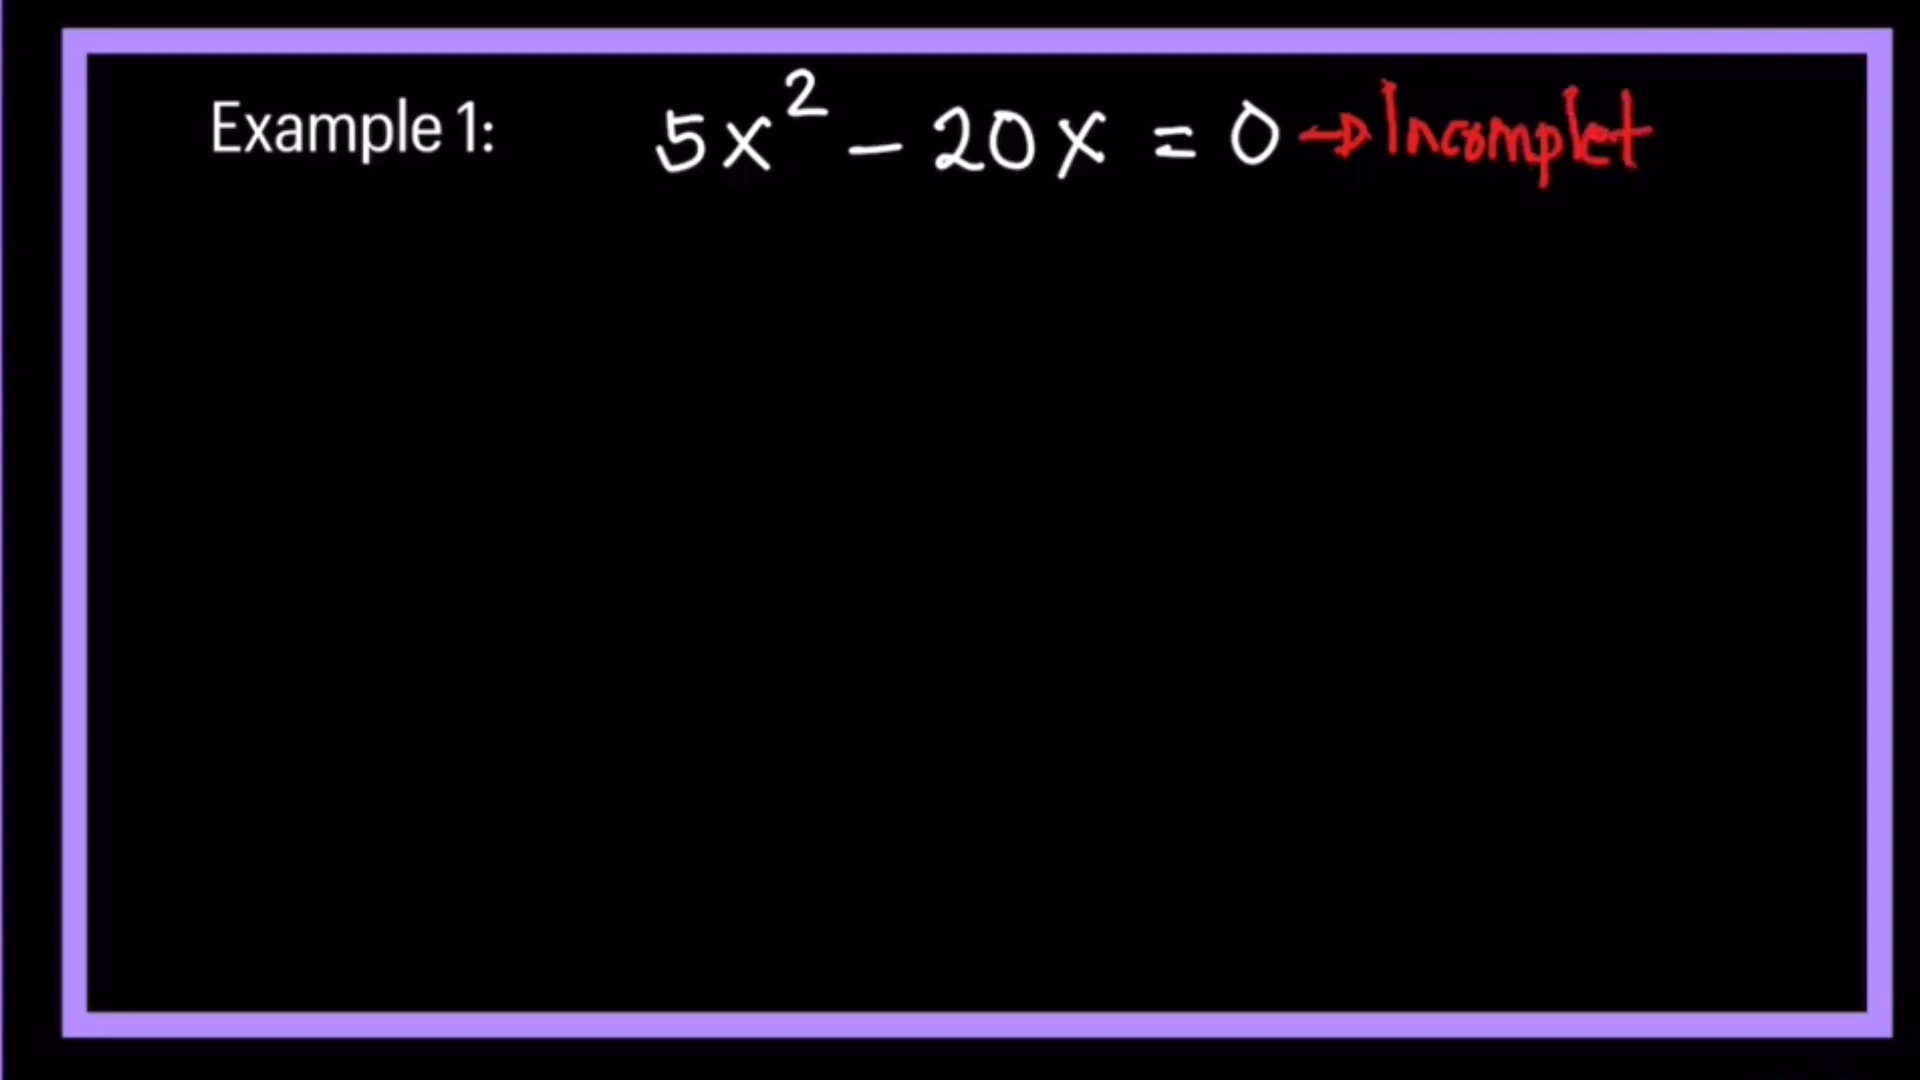 Example 1: 5x² – 20x = 0 → Incomplet